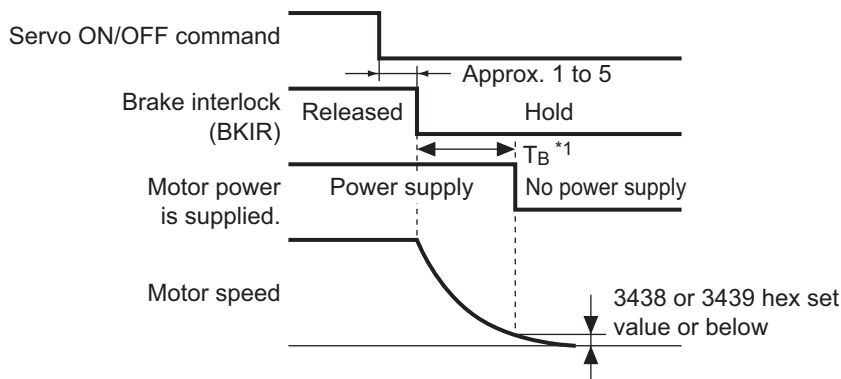 Servo ON/OFF command
Approx. 1 to 5
Brake interlock
(BKIR)
Released
Hold
TB *1
Motor power
is supplied.
Power supply
No power supply
Motor speed
3438 or 3439 hex set
value or below